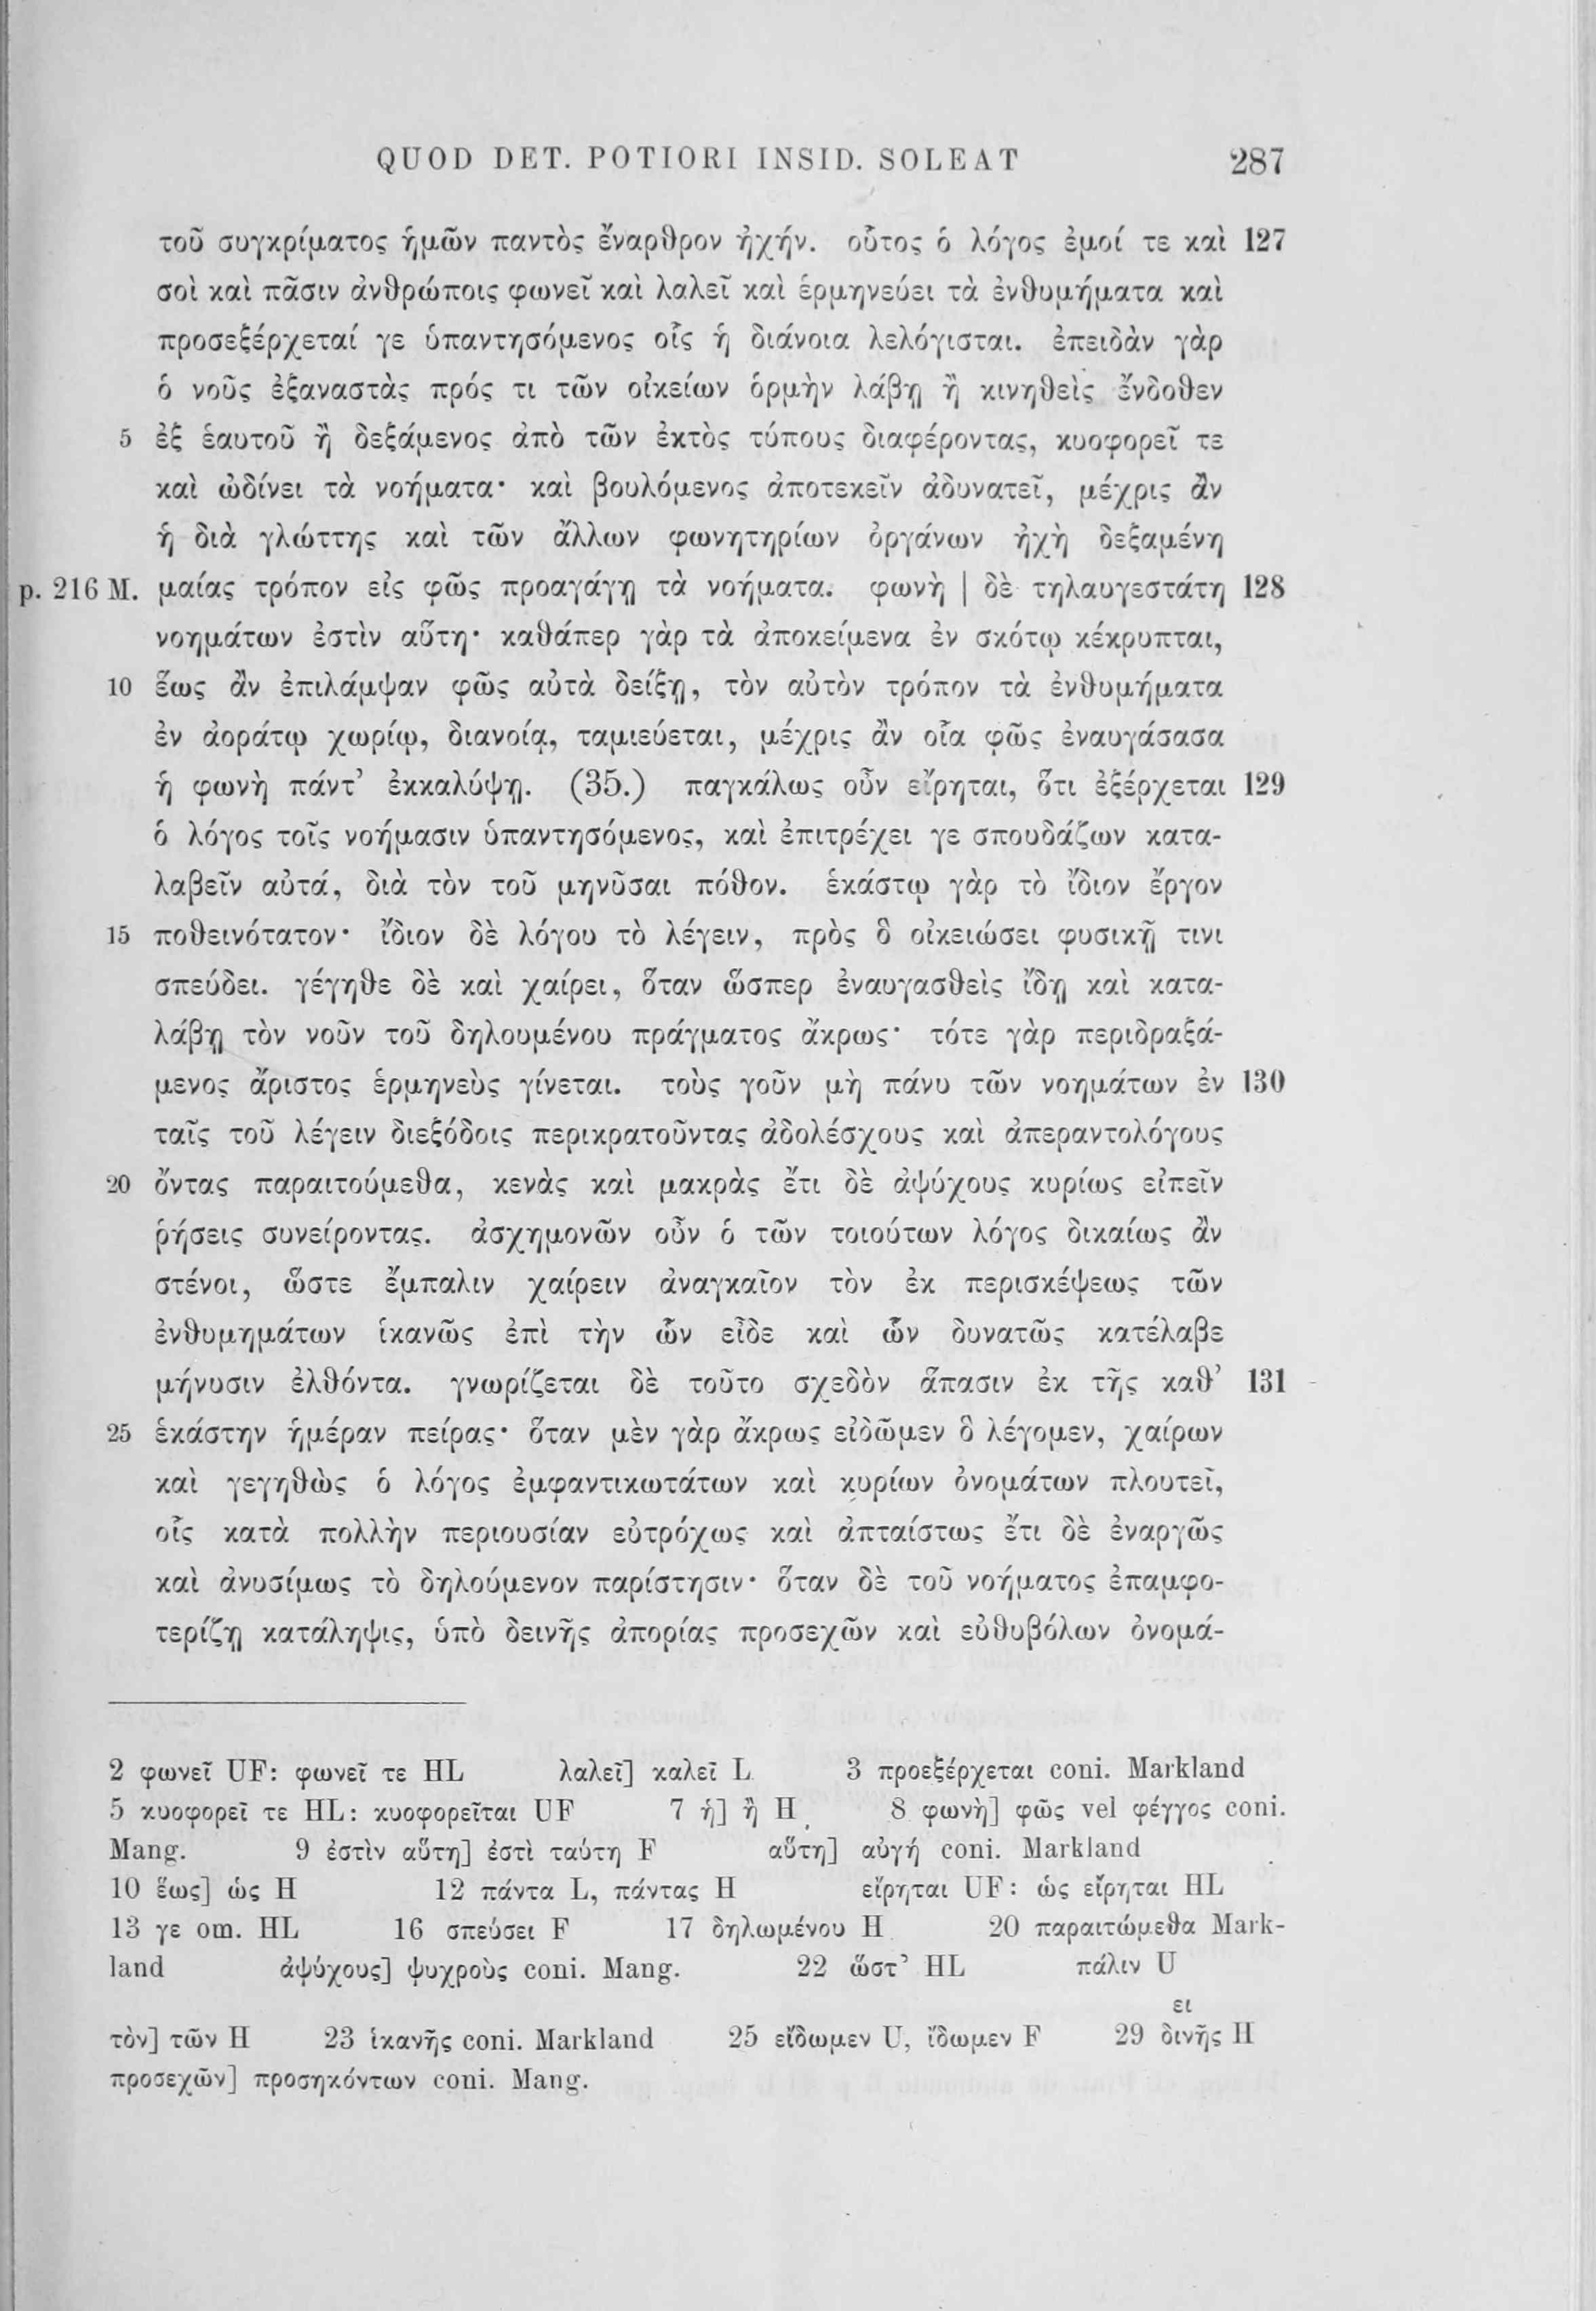 QUOD DET. POTIORI INSID. SOLEAT 287
τοῦ συγκρίματος ἡμῶν παντὸς ἔναρθρον ἠχήν. οὗτος ὁ λόγος ἐμοί τε καὶ 127
σοὶ καὶ πᾶσιν ἀνθρώποις φωνεῖ καὶ λαλεῖ καὶ ἑρμηνεύει τὰ ἐνθυμήματα καὶ
προσεξέρχεταί γε ὑπαντησόμενος οἷς ἡ διάνοια λελόγισται. ἐπειδὰν γὰρ
ὁ νοῦς ἐξαναστὰς πρός τι τῶν οἰκείων ὁρμὴν λάβῃ ἢ κινηθεὶς ἔνδοθεν
5 ἐξ ἑαυτοῦ ἢ δεξάμενος ἀπὸ τῶν ἐκτὸς τύπους διαφέροντας, κυοφορεῖ τε
καὶ ὠδίνει τὰ νοήματα· καὶ βουλόμενος ἀποτεκεῖν ἀδυνατεῖ, μέχρις ἂν
ἡ διὰ γλώττης καὶ τῶν ἄλλων φωνητηρίων ὀργάνων ἠχὴ δεξαμένη
p. 216 M. μαίας τρόπον εἰς φῶς προαγάγῃ τὰ νοήματα. φωνὴ | δὲ τηλαυγεστάτη 128
νοημάτων ἐστὶν αὕτη· καθάπερ γὰρ τὰ ἀποκείμενα ἐν σκότῳ κέκρυπται,
10 ἕως ἂν ἐπιλάμψαν φῶς αὐτὰ δείξῃ, τὸν αὐτὸν τρόπον τὰ ἐνθυμήματα
ἐν ἀοράτῳ χωρίῳ, διανοίᾳ, ταμιεύεται, μέχρις ἂν οἷα φῶς ἐναυγάσασα
ἡ φωνὴ πάντ’ ἐκκαλύψῃ. (35.) παγκάλως οὖν εἴρηται, ὅτι ἐξέρχεται 129
ὁ λόγος τοῖς νοήμασιν ὑπαντησόμενος, καὶ ἐπιτρέχει γε σπουδάζων κατα-
λαβεῖν αὐτά, διὰ τὸν τοῦ μηνῦσαι πόθον. ἑκάστῳ γὰρ τὸ ἴδιον ἔργον
15 ποθεινότατον· ἴδιον δὲ λόγου τὸ λέγειν, πρὸς ὃ οἰκειώσει φυσικῇ τινι
σπεύδει. γέγηθε δὲ καὶ χαίρει, ὅταν ὥσπερ ἐναυγασθεὶς ἴδῃ καὶ κατα-
λάβῃ τὸν νοῦν τοῦ δηλουμένου πράγματος ἄκρως· τότε γὰρ περιδραξά-
μενος ἄριστος ἑρμηνεὺς γίνεται. τοὺς γοῦν μὴ πάνυ τῶν νοημάτων ἐν 130
ταῖς τοῦ λέγειν διεξόδοις περικρατοῦντας ἀδολέσχους καὶ ἀπεραντολόγους
20 ὄντας παραιτούμεθα, κενὰς καὶ μακρὰς ἔτι δὲ ἀψύχους κυρίως εἰπεῖν
ῥήσεις συνείροντας. ἀσχημονῶν οὖν ὁ τῶν τοιούτων λόγος δικαίως ἂν
στένοι, ὥστε ἔμπαλιν χαίρειν ἀναγκαῖον τὸν ἐκ περισκέψεως τῶν
ἐνθυμημάτων ἱκανῶς ἐπὶ τὴν ὧν εἶδε καὶ ὧν δυνατῶς κατέλαβε
μήνυσιν ἐλθόντα. γνωρίζεται δὲ τοῦτο σχεδὸν ἅπασιν ἐκ τῆς καθ’ 131
25 ἑκάστην ἡμέραν πείρας· ὅταν μὲν γὰρ ἄκρως εἰδῶμεν ὃ λέγομεν, χαίρων
καὶ γεγηθὼς ὁ λόγος ἐμφαντικωτάτων καὶ κυρίων ὀνομάτων πλουτεῖ,
οἷς κατὰ πολλὴν περιουσίαν εὐτρόχως καὶ ἀπταίστως ἔτι δὲ ἐναργῶς
καὶ ἀνυσίμως τὸ δηλούμενον παρίστησιν· ὅταν δὲ τοῦ νοήματος ἐπαμφο-
τερίζῃ κατάληψις, ὑπὸ δεινῆς ἀπορίας προσεχῶν καὶ εὐθυβόλων ὀνομά-
2 φωνεῖ UF: φωνεῖ τε HL λαλεῖ] καλεῖ L 3 προεξέρχεται coni. Markland
5 κυοφορεῖ τε HL: κυοφορεῖται UF 7 ἡ] ἢ H 8 φωνὴ] φῶς vel φέγγος coni.
Mang. 9 ἐστὶν αὕτη] ἐστὶ ταύτη F αὕτη] αὐγή coni. Markland
10 ἕως] ὡς H 12 πάντα L, πάντας H εἴρηται UF: ὡς εἴρηται HL
13 γε om. HL 16 σπεύσει F 17 δηλωμένου H 20 παραιτώμεθα Mark-
land ἀψύχους] ψυχροὺς coni. Mang. 22 ὥστ’ HL πάλιν U
ει
τὸν] τῶν H 23 ἱκανῆς coni. Markland 25 εἴδωμεν U, ἴδωμεν F 29 δινῆς H
προσεχῶν] προσηκόντων coni. Mang.